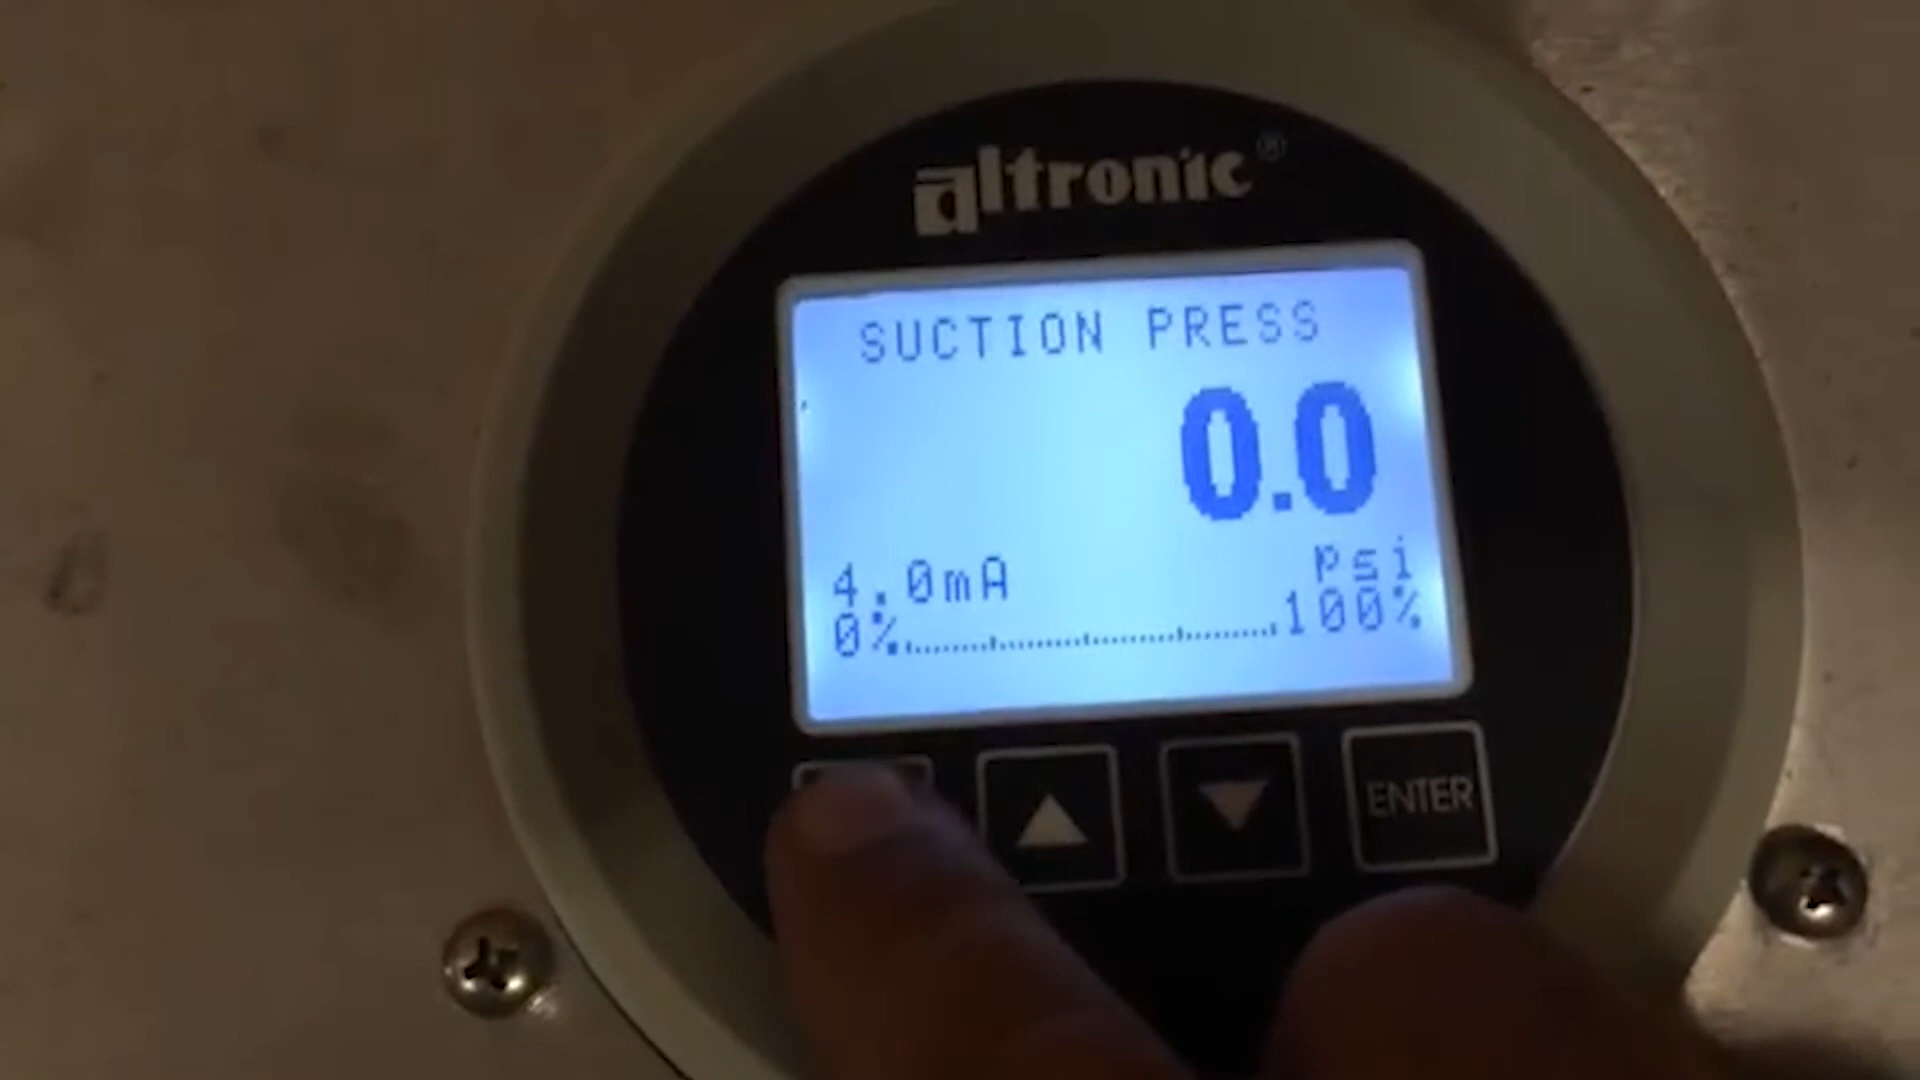 altronic®
SUCTION PRESS
0.0
4.0mA psi
0% 100%
ENTER